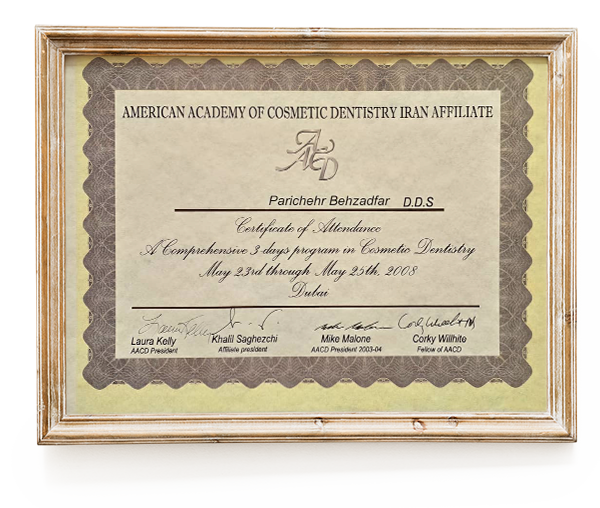 AMERICAN ACADEMY OF COSMETIC DENTISTRY IRAN AFFILIATE
AACD
Parichehr Behzadfar D.D.S
Certificate of Attendance
A Comprehensive 3-days program in Cosmetic Dentistry
May 23rd through May 25th, 2008
Dubai
Laura Kelly Khalil Saghezchi Mike Malone Corky Willhite
AACD President Affiliate president AACD President 2003-04 Fellow of AACD